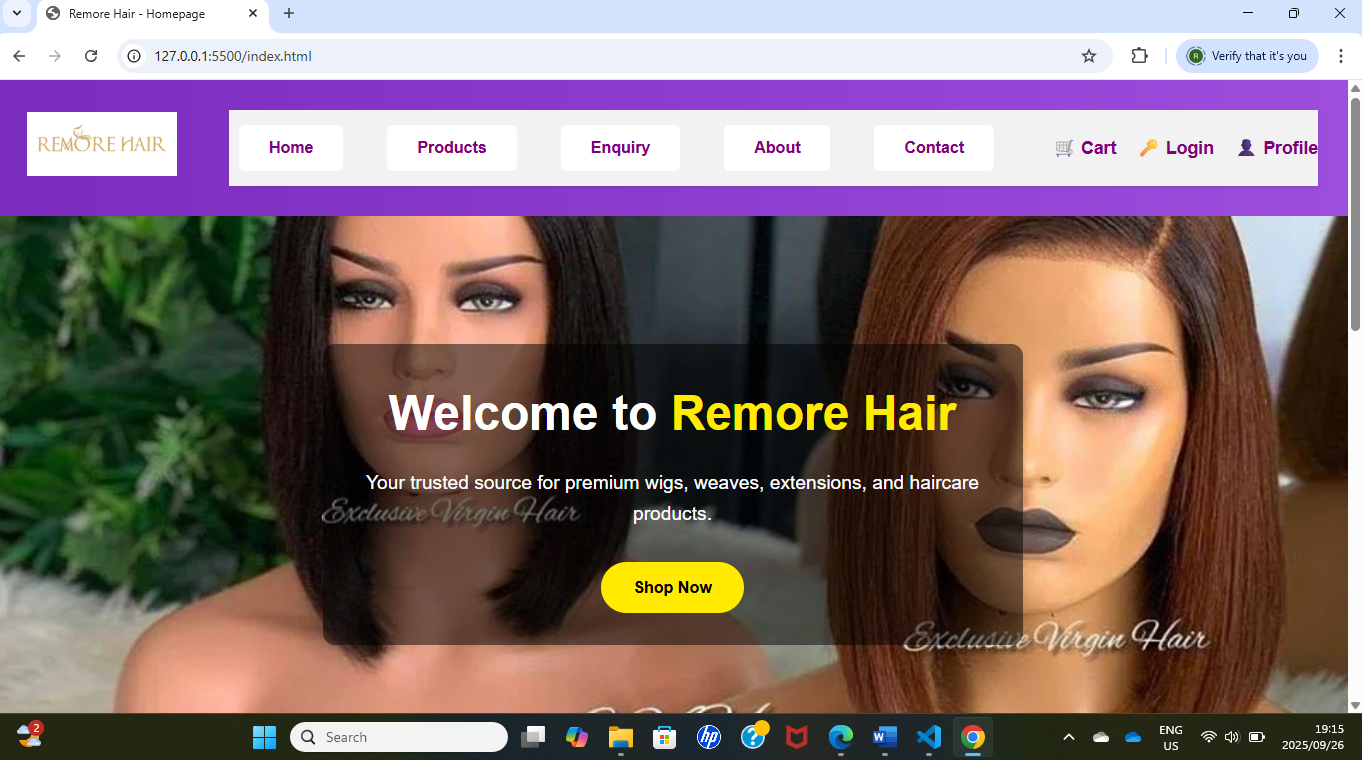 Remore Hair - Homepage
127.0.0.1:5500/index.html
R
Verify that it's you
REMORE HAIR
Home
Products
Enquiry
About
Contact
Cart
Login
Profile
Welcome to Remore Hair
Your trusted source for premium wigs, weaves, extensions, and haircare
products.
Exclusive Virgin Hair
Shop Now
Exclusive Virgin Hair
2
Search
hp
?
W
ENG
US
19:15
2025/09/26